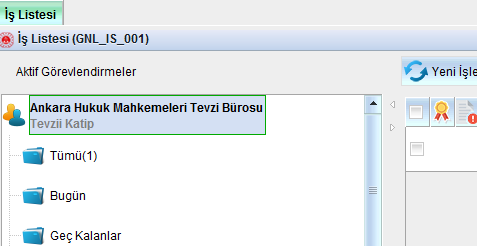 İş Listesi
İş Listesi (GNL_IS_001)
Aktif Görevlendirmeler
Yeni İşle
Ankara Hukuk Mahkemeleri Tevzi Bürosu
Tevzii Katip
Tümü(1)
Bugün
Geç Kalanlar